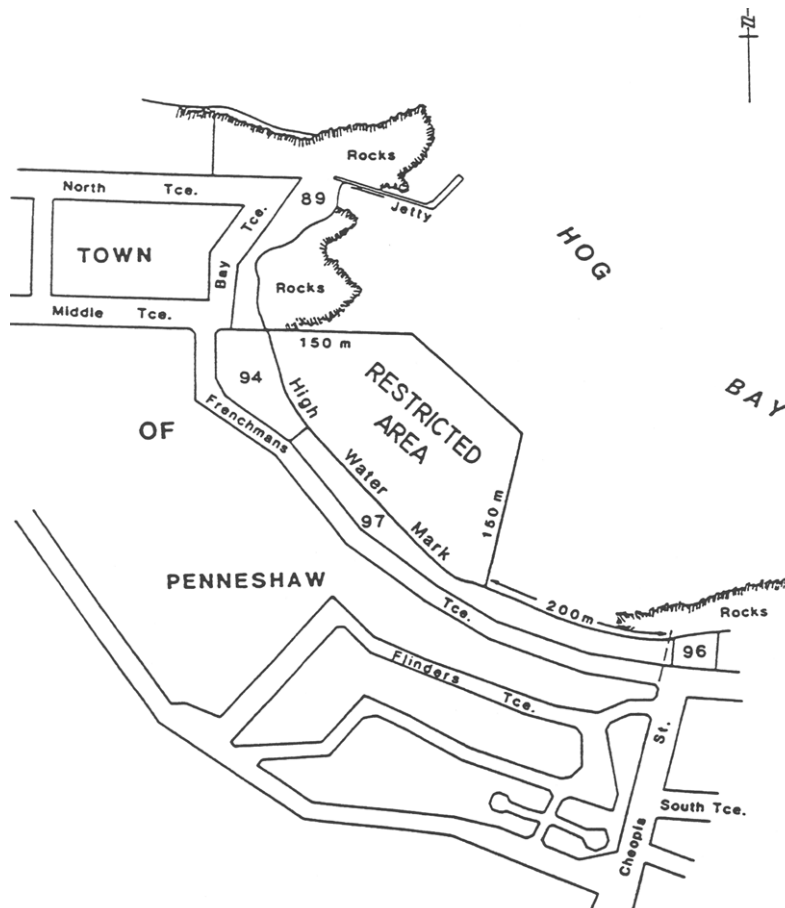 N
Rocks
North Tce.
89
Jetty
Bay Tce.
HOG
TOWN
Rocks
Middle Tce.
150 m
94
High
RESTRICTED
AREA
BAY
OF
Frenchmans
Water
150 m
97
Mark
PENNESHAW
200m
Rocks
Tce.
96
Flinders Tce.
St.
South Tce.
Cheopis